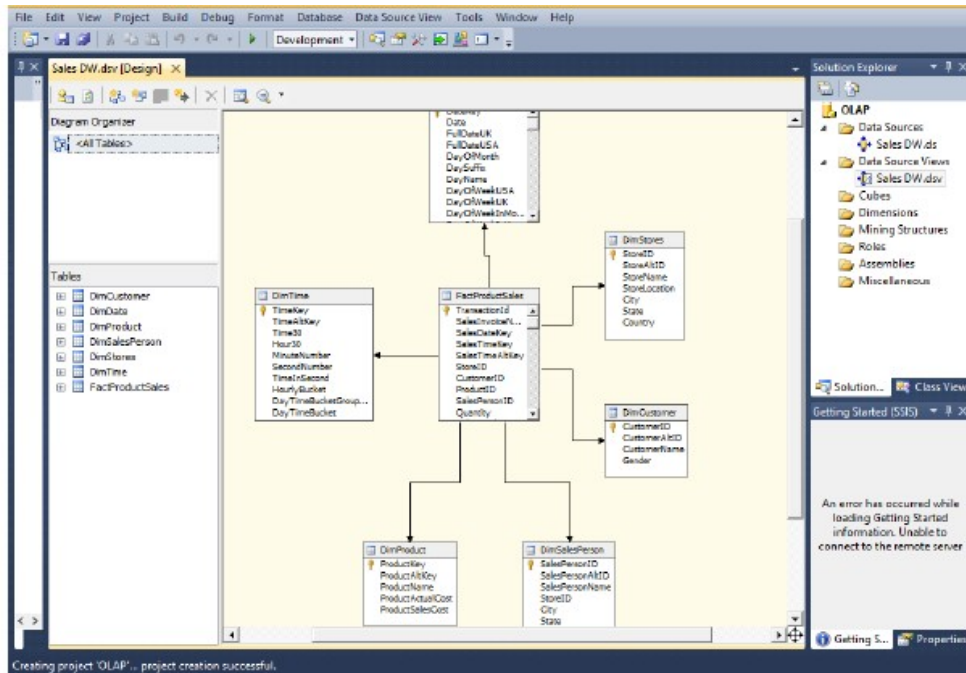 File Edit View Project Build Debug Format Database Data Source View Tools Window Help
Development
Sales DW.dsv [Design]
Diagram Organizer
<All Tables>
Tables
DimCustomer
DimDate
DimProduct
DimSalesPerson
DimStores
DimTime
FactProductSales
Date
FullDateUK
FullDateUSA
DayOfMonth
DaySuffix
DayName
DayOfWeekUSA
DayOfWeekUK
DayOfWeekInMo...
DimStores
StoreID
StoreAltID
StoreName
StoreLocation
City
State
Country
DimTime
TimeKey
TimeAltKey
Time30
Hour30
MinuteNumber
SecondNumber
TimeInSecond
HourlyBucket
DayTimeBucketGroup...
DayTimeBucket
FactProductSales
TransactionId
SalesInvoiceN...
SalesDateKey
SalesTimeKey
SalesTimeAltKey
StoreID
CustomerID
ProductID
SalesPersonID
Quantity
DimCustomer
CustomerID
CustomerAltID
CustomerName
Gender
DimProduct
ProductKey
ProductAltKey
ProductName
ProductActualCost
ProductSalesCost
DimSalesPerson
SalesPersonID
SalesPersonAltID
SalesPersonName
StoreID
City
State
Solution Explorer
OLAP
Data Sources
Sales DW.ds
Data Source Views
Sales DW.dsv
Cubes
Dimensions
Mining Structures
Roles
Assemblies
Miscellaneous
Solution... Class View
Getting Started (SSIS)
An error has occurred while
loading Getting Started
information. Unable to
connect to the remote server
Getting S... Properties
Creating project 'OLAP'... project creation successful.